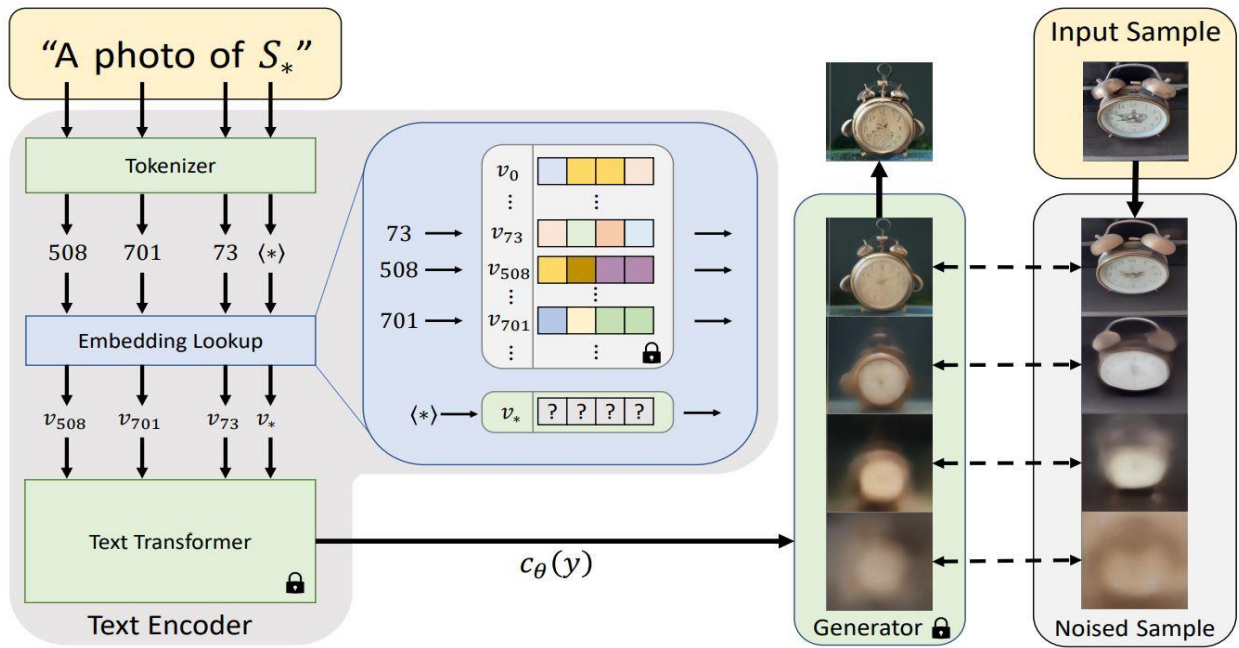 “A photo of S*”
Input Sample
Tokenizer
508 701 73 ⟨*⟩
Embedding Lookup
v508 v701 v73 v*
Text Transformer
Text Encoder
v0
⋮ ⋮
73 v73
508 v508
⋮ ⋮
701 v701
⋮ ⋮
⟨*⟩ v* ? ? ? ?
cθ(y)
Generator
Noised Sample